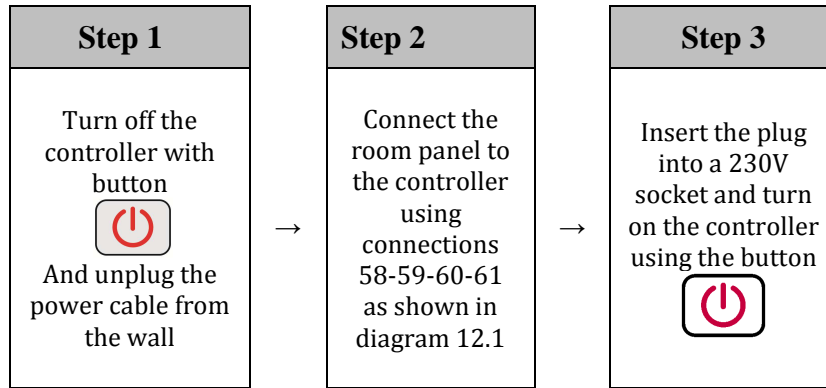 Step 1
Turn off the
controller with
button
And unplug the
power cable from
the wall
→
Step 2
Connect the
room panel to
the controller
using
connections
58-59-60-61
as shown in
diagram 12.1
→
Step 3
Insert the plug
into a 230V
socket and turn
on the controller
using the button